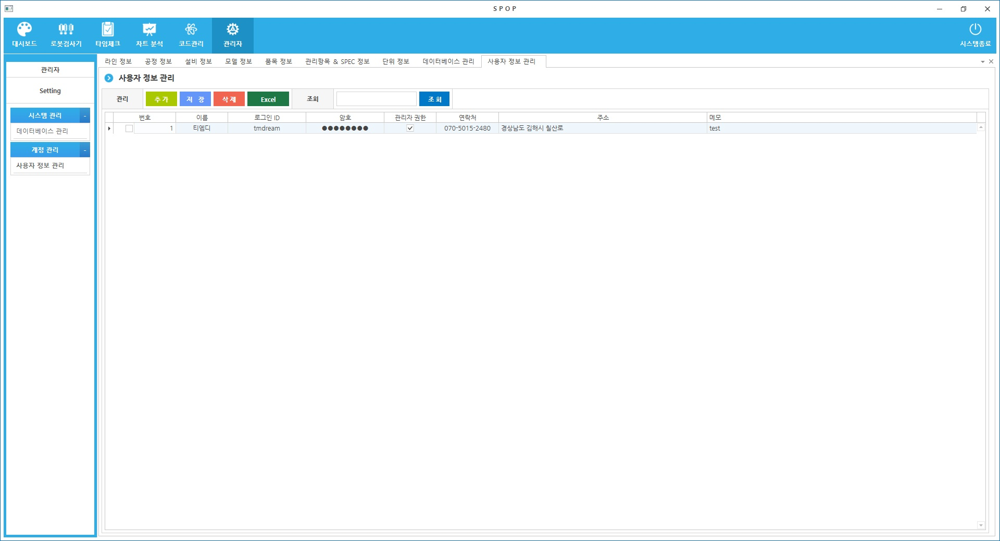 SPOP
대시보드 로봇검사기 타임체크 차트 분석 코드관리 관리자 시스템종료
라인 정보 공정 정보 설비 정보 모델 정보 품목 정보 관리항목 & SPEC 정보 단위 정보 데이터베이스 관리 사용자 정보 관리
관리자
Setting
시스템 관리 -
데이터베이스 관리
계정 관리 -
사용자 정보 관리
사용자 정보 관리
관리 추 가 저 장 삭 제 Excel 조회 조 회
번호 이름 로그인 ID 암호 관리자 권한 연락처 주소 메모
1 티엠디 tmdream ●●●●●●●● 070-5015-2480 경상남도 김해시 칠산로 test